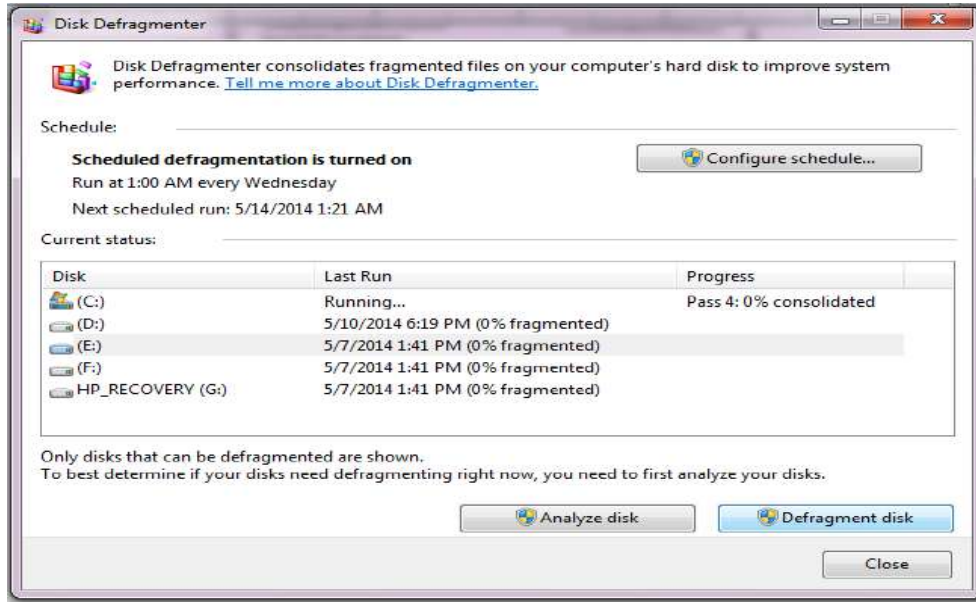 Disk Defragmenter
Disk Defragmenter consolidates fragmented files on your computer's hard disk to improve system
performance. Tell me more about Disk Defragmenter.
Schedule:
Scheduled defragmentation is turned on
Configure schedule...
Run at 1:00 AM every Wednesday
Next scheduled run: 5/14/2014 1:21 AM
Current status:
Disk Last Run Progress
(C:) Running... Pass 4: 0% consolidated
(D:) 5/10/2014 6:19 PM (0% fragmented)
(E:) 5/7/2014 1:41 PM (0% fragmented)
(F:) 5/7/2014 1:41 PM (0% fragmented)
HP_RECOVERY (G:) 5/7/2014 1:41 PM (0% fragmented)
Only disks that can be defragmented are shown.
To best determine if your disks need defragmenting right now, you need to first analyze your disks.
Analyze disk Defragment disk
Close